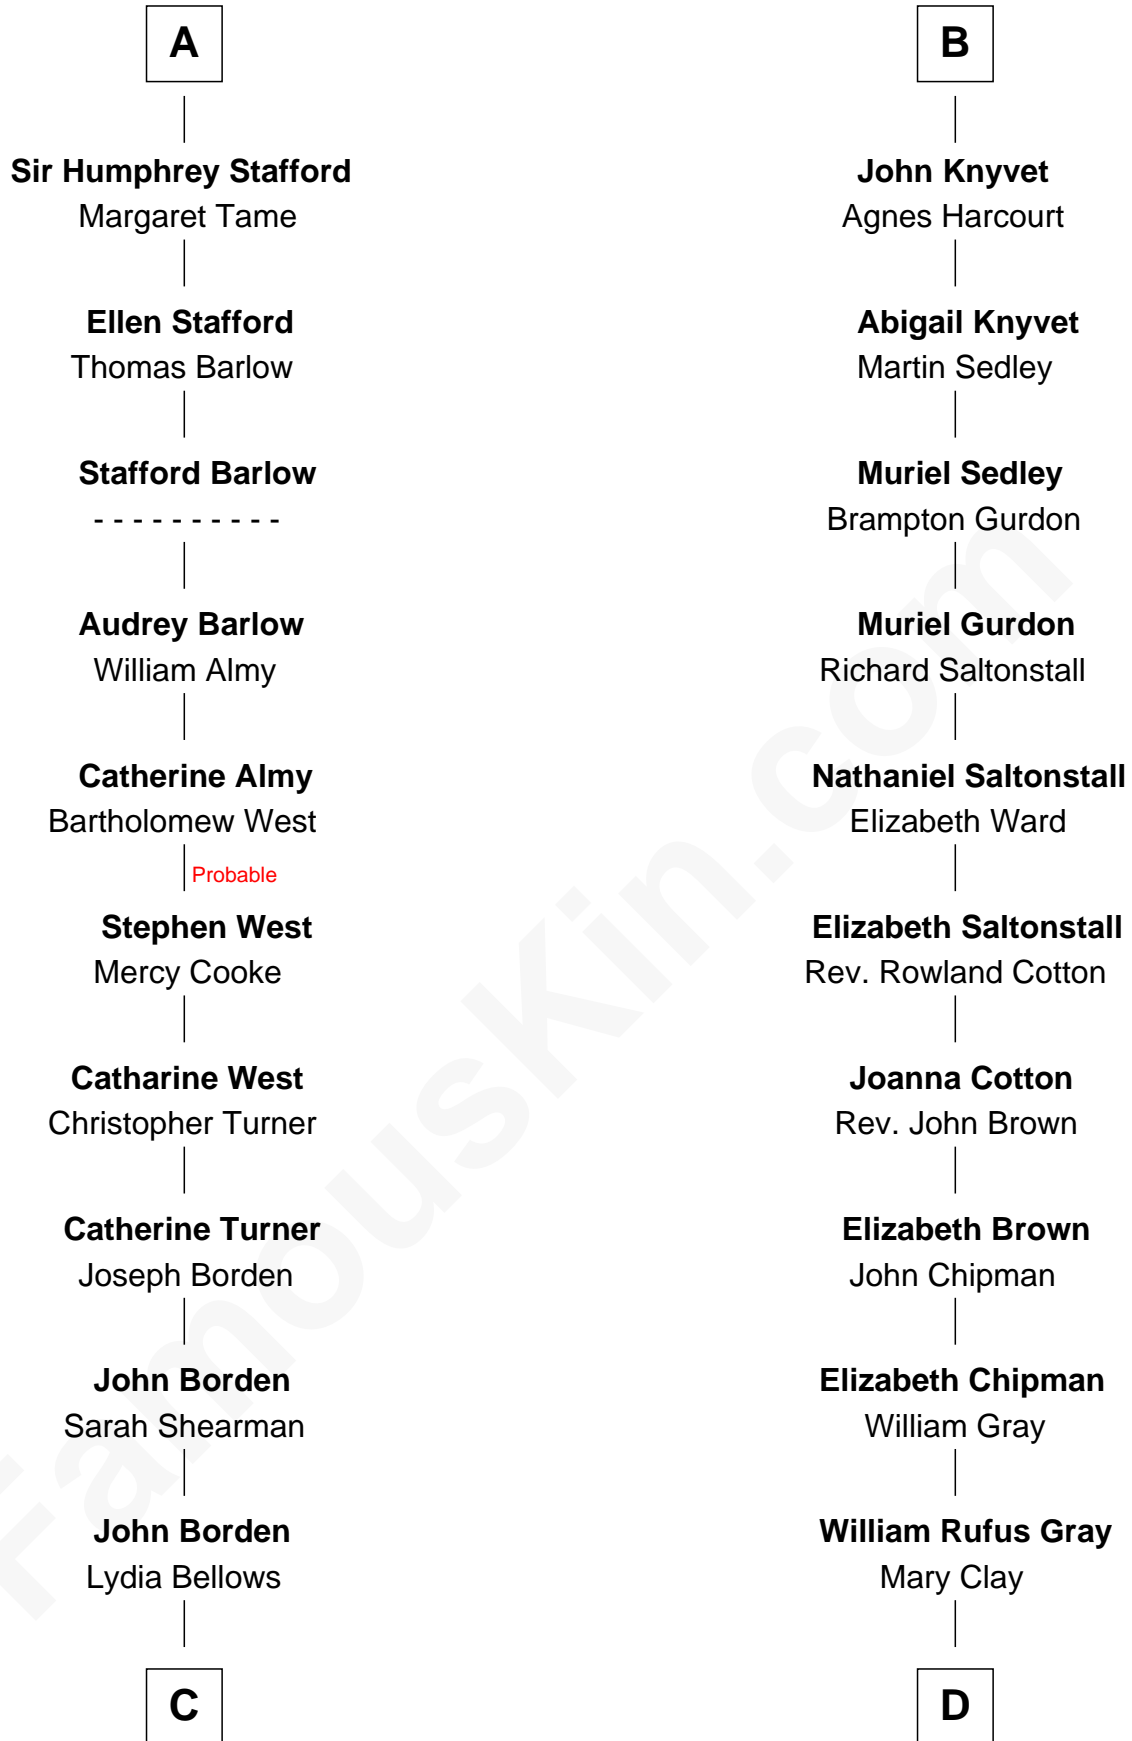 A
Sir Humphrey Stafford
Margaret Tame
Ellen Stafford
Thomas Barlow
Stafford Barlow
- - - - - - - - - -
Audrey Barlow
William Almy
Catherine Almy
Bartholomew West
Probable
Stephen West
Mercy Cooke
Catharine West
Christopher Turner
Catherine Turner
Joseph Borden
John Borden
Sarah Shearman
John Borden
Lydia Bellows
C
B
John Knyvet
Agnes Harcourt
Abigail Knyvet
Martin Sedley
Muriel Sedley
Brampton Gurdon
Muriel Gurdon
Richard Saltonstall
Nathaniel Saltonstall
Elizabeth Ward
Elizabeth Saltonstall
Rev. Rowland Cotton
Joanna Cotton
Rev. John Brown
Elizabeth Brown
John Chipman
Elizabeth Chipman
William Gray
William Rufus Gray
Mary Clay
D
FamousKin.com